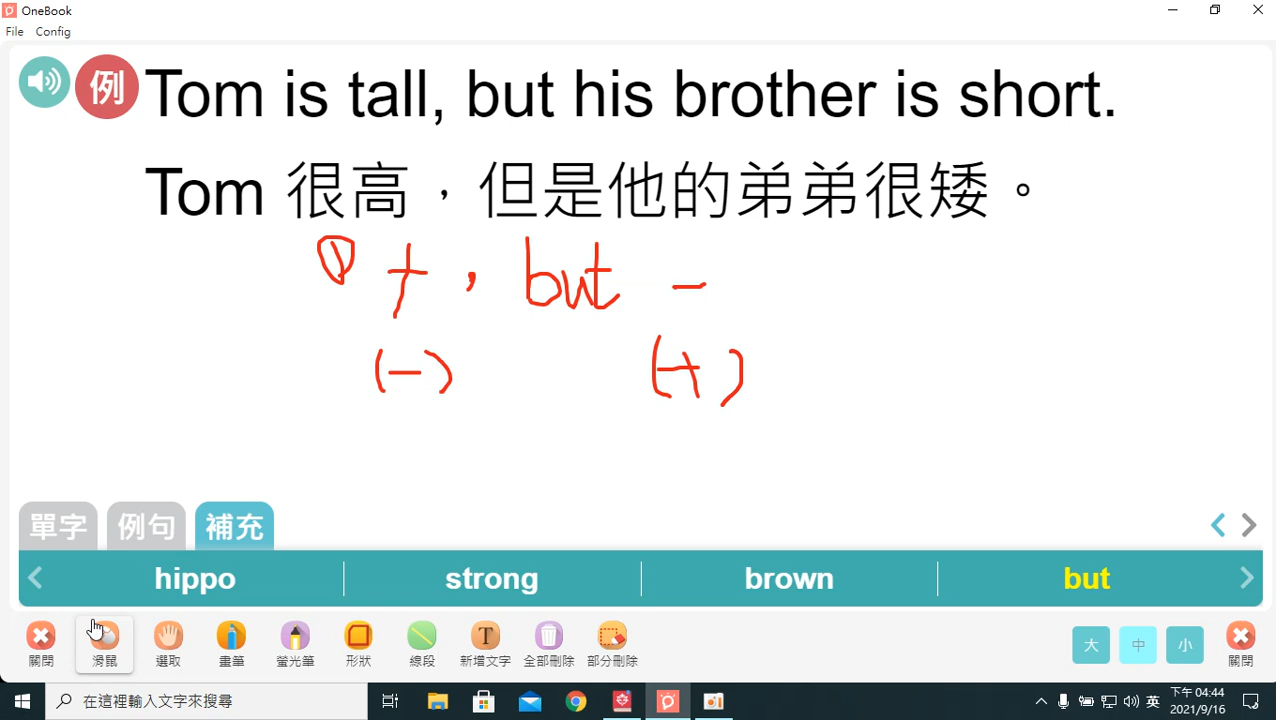 OneBook
File Config
例 Tom is tall, but his brother is short.
Tom 很高，但是他的弟弟很矮。
① +, but -
(-) (+)
單字 例句 補充
hippo strong brown but
關閉 滑鼠 選取 畫筆 螢光筆 形狀 線段 T 新增文字 全部刪除 部分刪除 大 中 小 關閉
在這裡輸入文字來搜尋 英 下午 04:44
2021/9/16